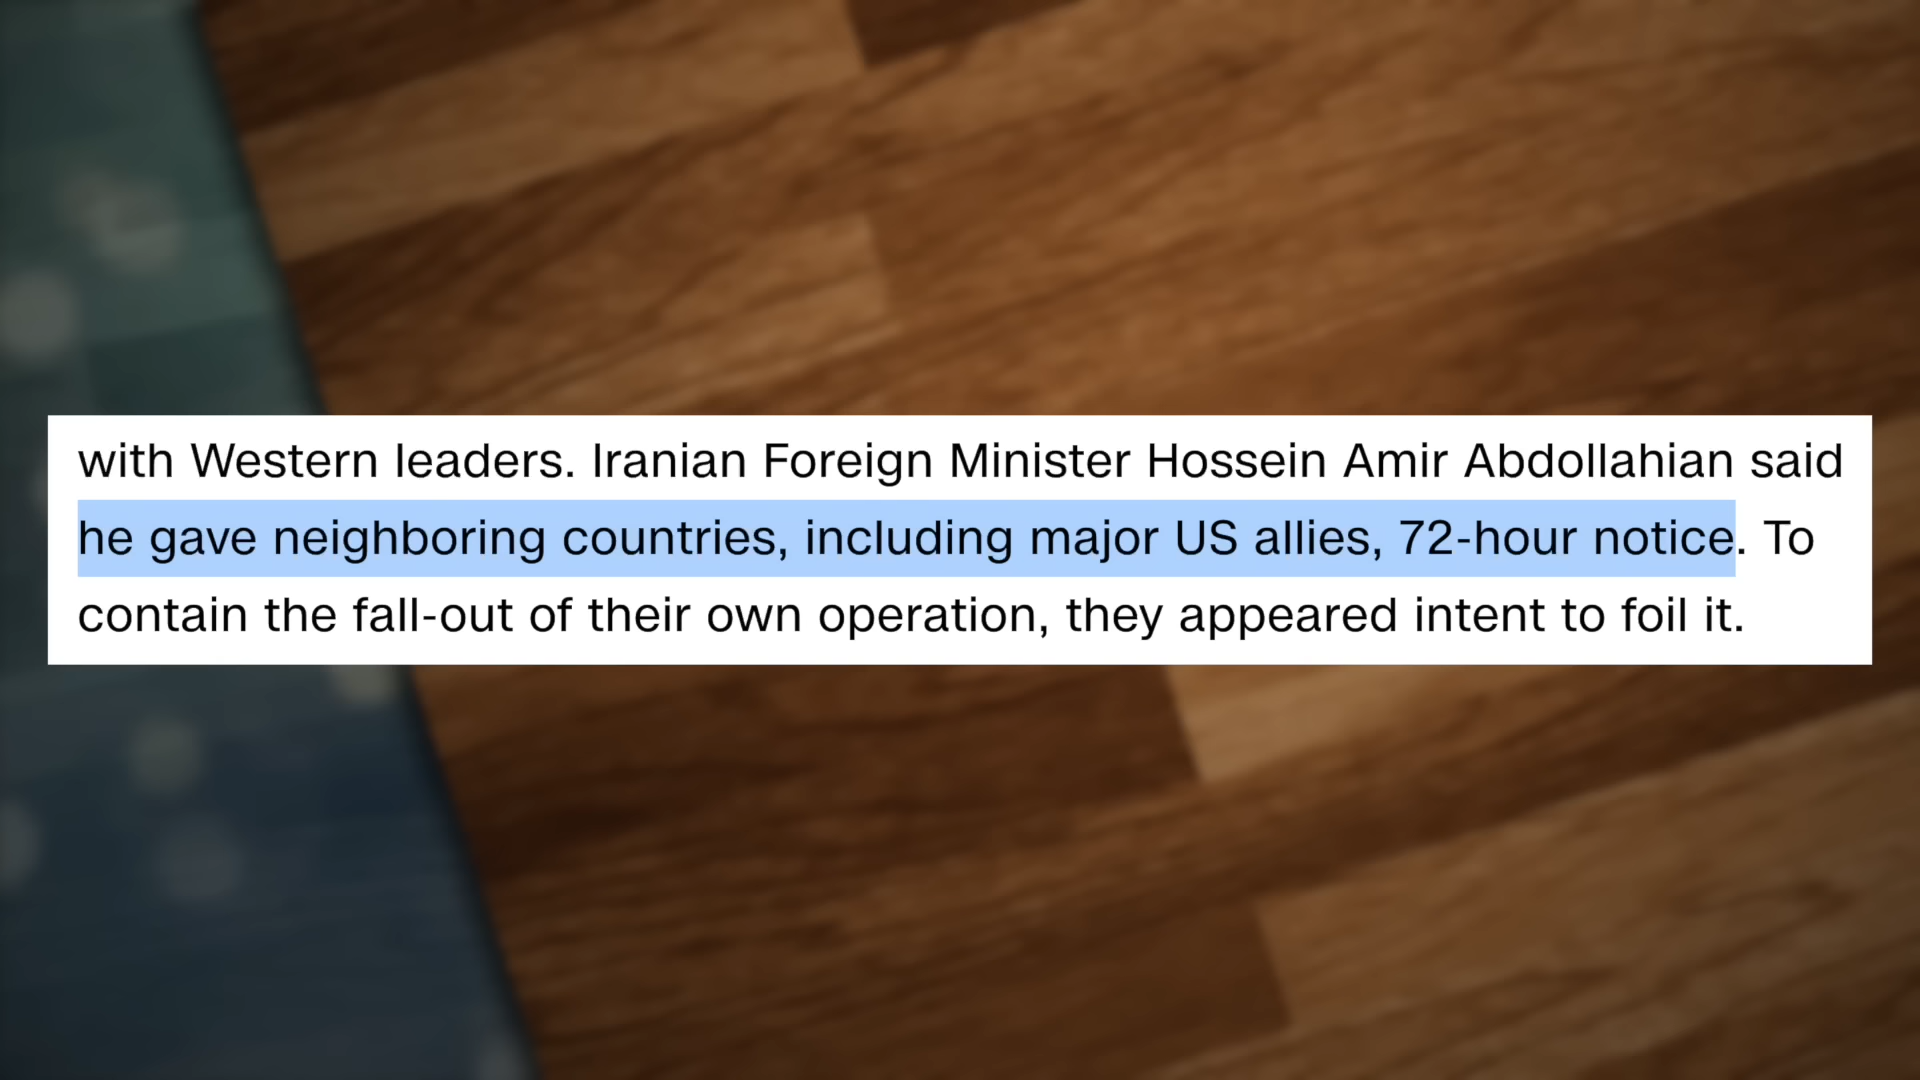 with Western leaders. Iranian Foreign Minister Hossein Amir Abdollahian said
he gave neighboring countries, including major US allies, 72-hour notice. To
contain the fall-out of their own operation, they appeared intent to foil it.